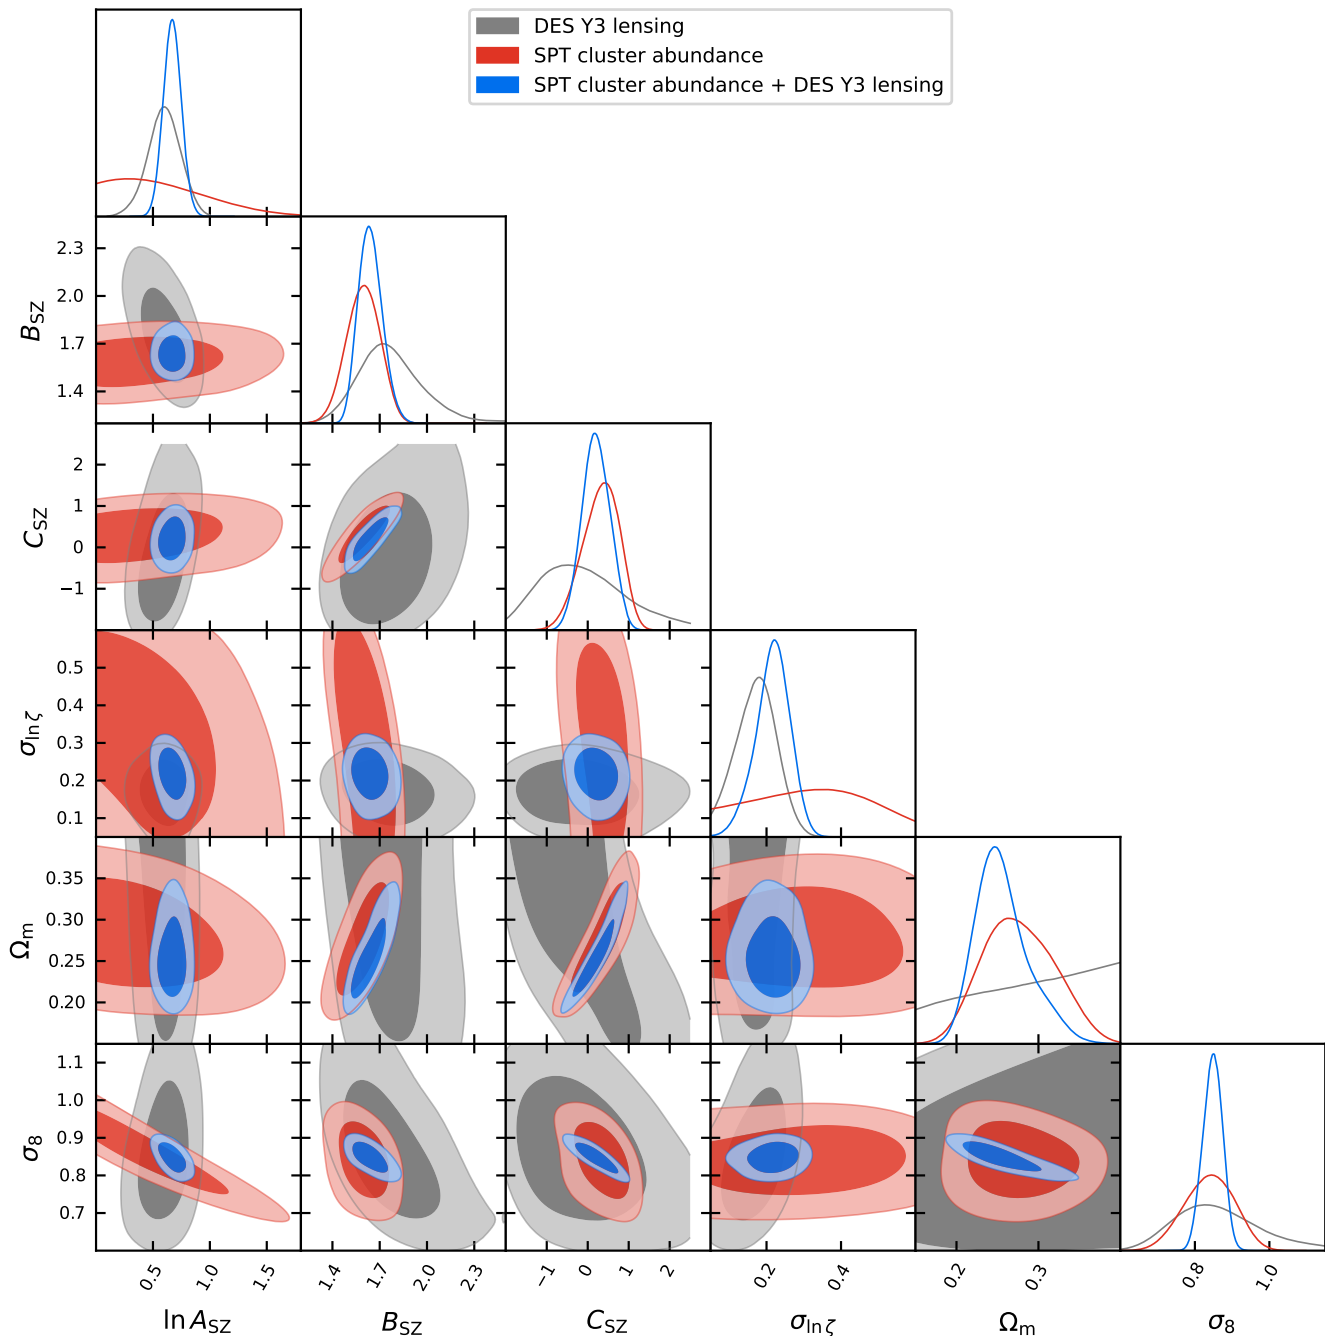 DES Y3 lensing
SPT cluster abundance
SPT cluster abundance + DES Y3 lensing
2.3
2.0
1.7
1.4
B_SZ
2
1
0
−1
C_SZ
0.5
0.4
0.3
0.2
0.1
σ_ln ζ
0.35
0.30
0.25
0.20
Ω_m
1.1
1.0
0.9
0.8
0.7
σ_8
0.5 1.0 1.5 1.4 1.7 2.0 2.3 −1 0 1 2 0.2 0.4 0.2 0.3 0.8 1.0
ln A_SZ B_SZ C_SZ σ_ln ζ Ω_m σ_8